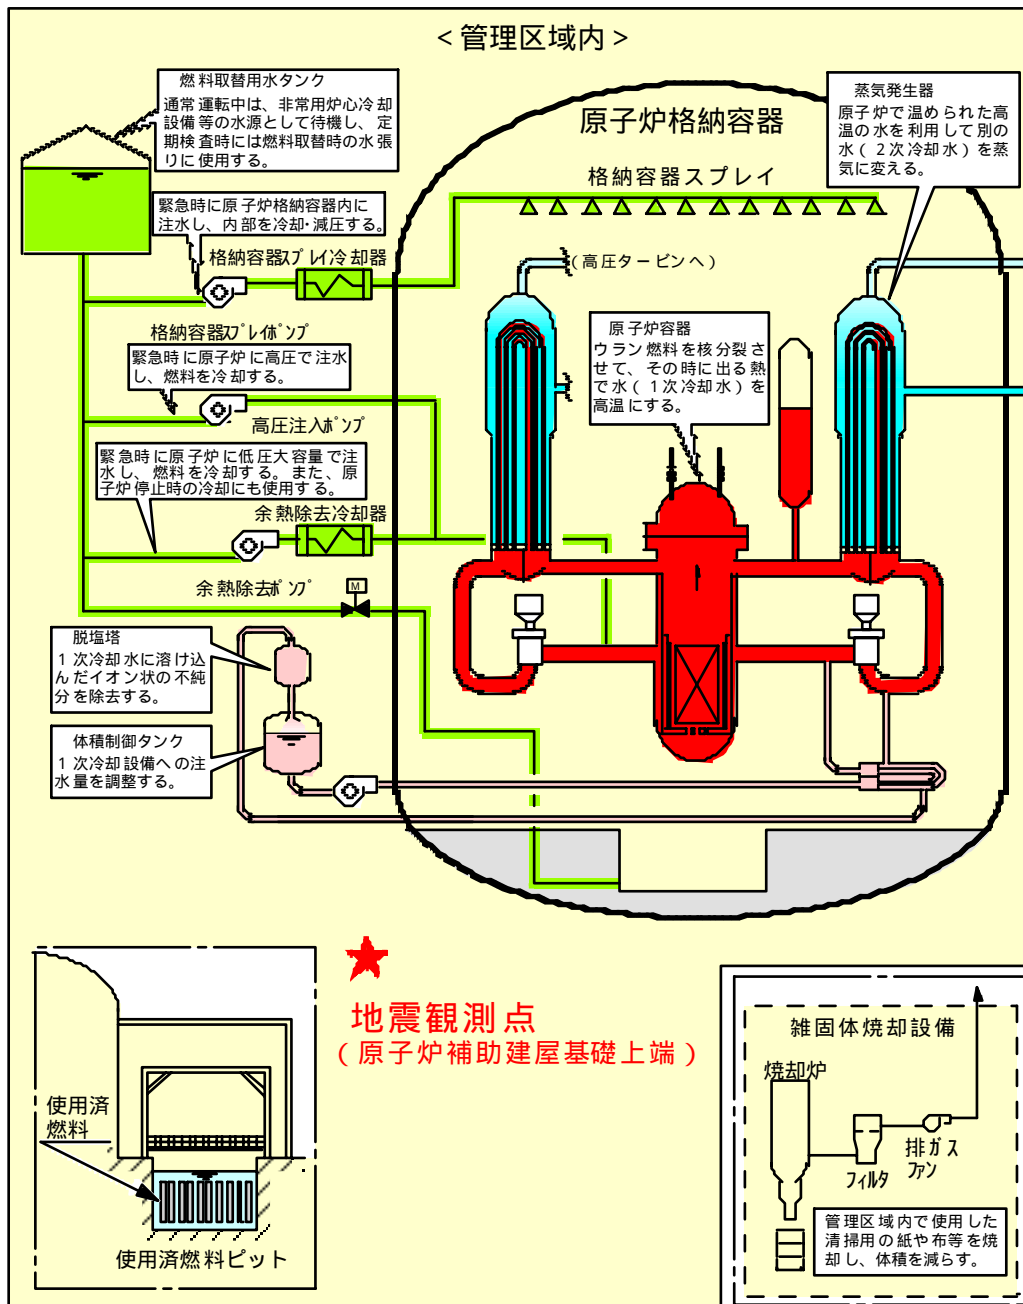 <管理区域内>
燃料取替用水タンク
通常運転中は、非常用炉心冷却
設備等の水源として待機し、定
期検査時には燃料取替時の水張
りに使用する。
蒸気発生器
原子炉で温められた高
温の水を利用して別の
水(2次冷却水)を蒸
気に変える。
原子炉格納容器
格納容器スプレイ
緊急時に原子炉格納容器内に
注水し、内部を冷却・減圧する。
格納容器スプレイ冷却器
(高圧タービンへ)
格納容器スプレイポンプ
緊急時に原子炉に高圧で注水
し、燃料を冷却する。
原子炉容器
ウラン燃料を核分裂さ
せて、その時に出る熱
で水(1次冷却水)を
高温にする。
高圧注入ポンプ
緊急時に原子炉に低圧大容量で注
水し、燃料を冷却する。また、原
子炉停止時の冷却にも使用する。
余熱除去冷却器
余熱除去ポンプ
M
脱塩塔
1次冷却水に溶け込
んだイオン状の不純
分を除去する。
体積制御タンク
1次冷却設備への注
水量を調整する。
★
地震観測点
(原子炉補助建屋基礎上端)
使用済
燃料
使用済燃料ピット
雑固体焼却設備
焼却炉
フィルタ
排ガス
ファン
管理区域内で使用した
清掃用の紙や布等を焼
却し、体積を減らす。